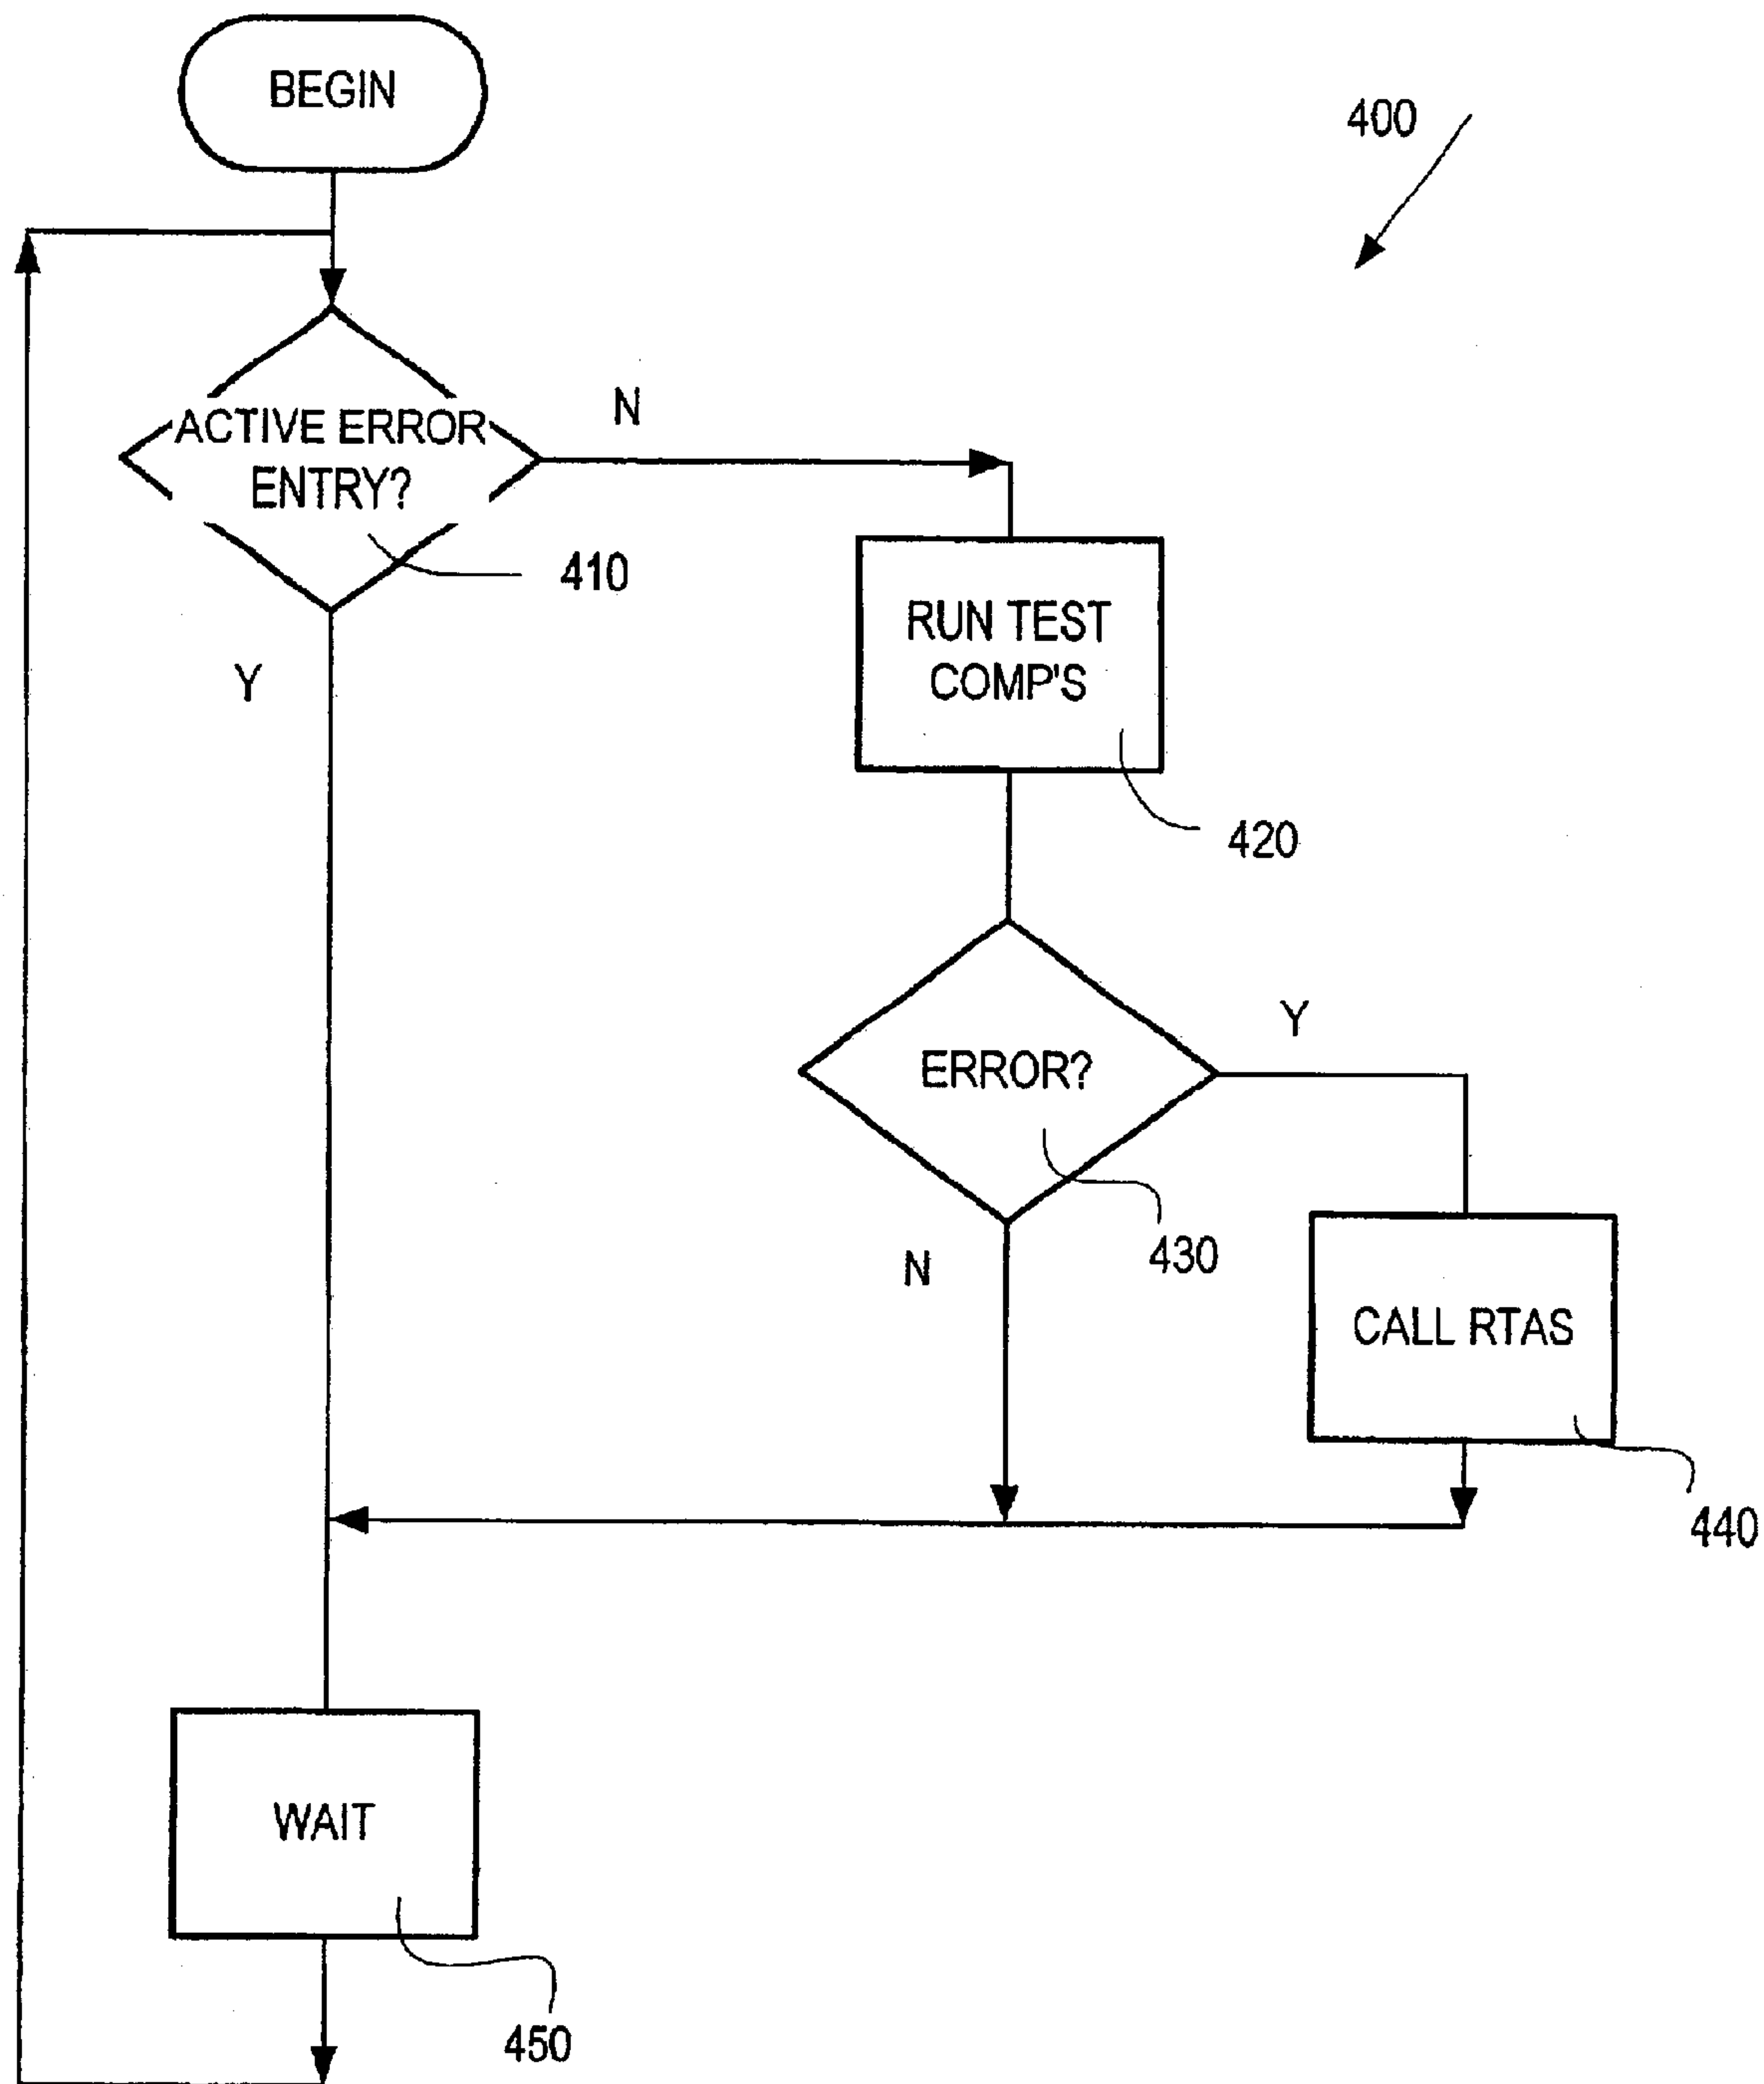 BEGIN
400
ACTIVE ERROR
ENTRY?
N
410
Y
RUN TEST
COMP'S
420
ERROR?
Y
430
N
CALL RTAS
440
WAIT
450